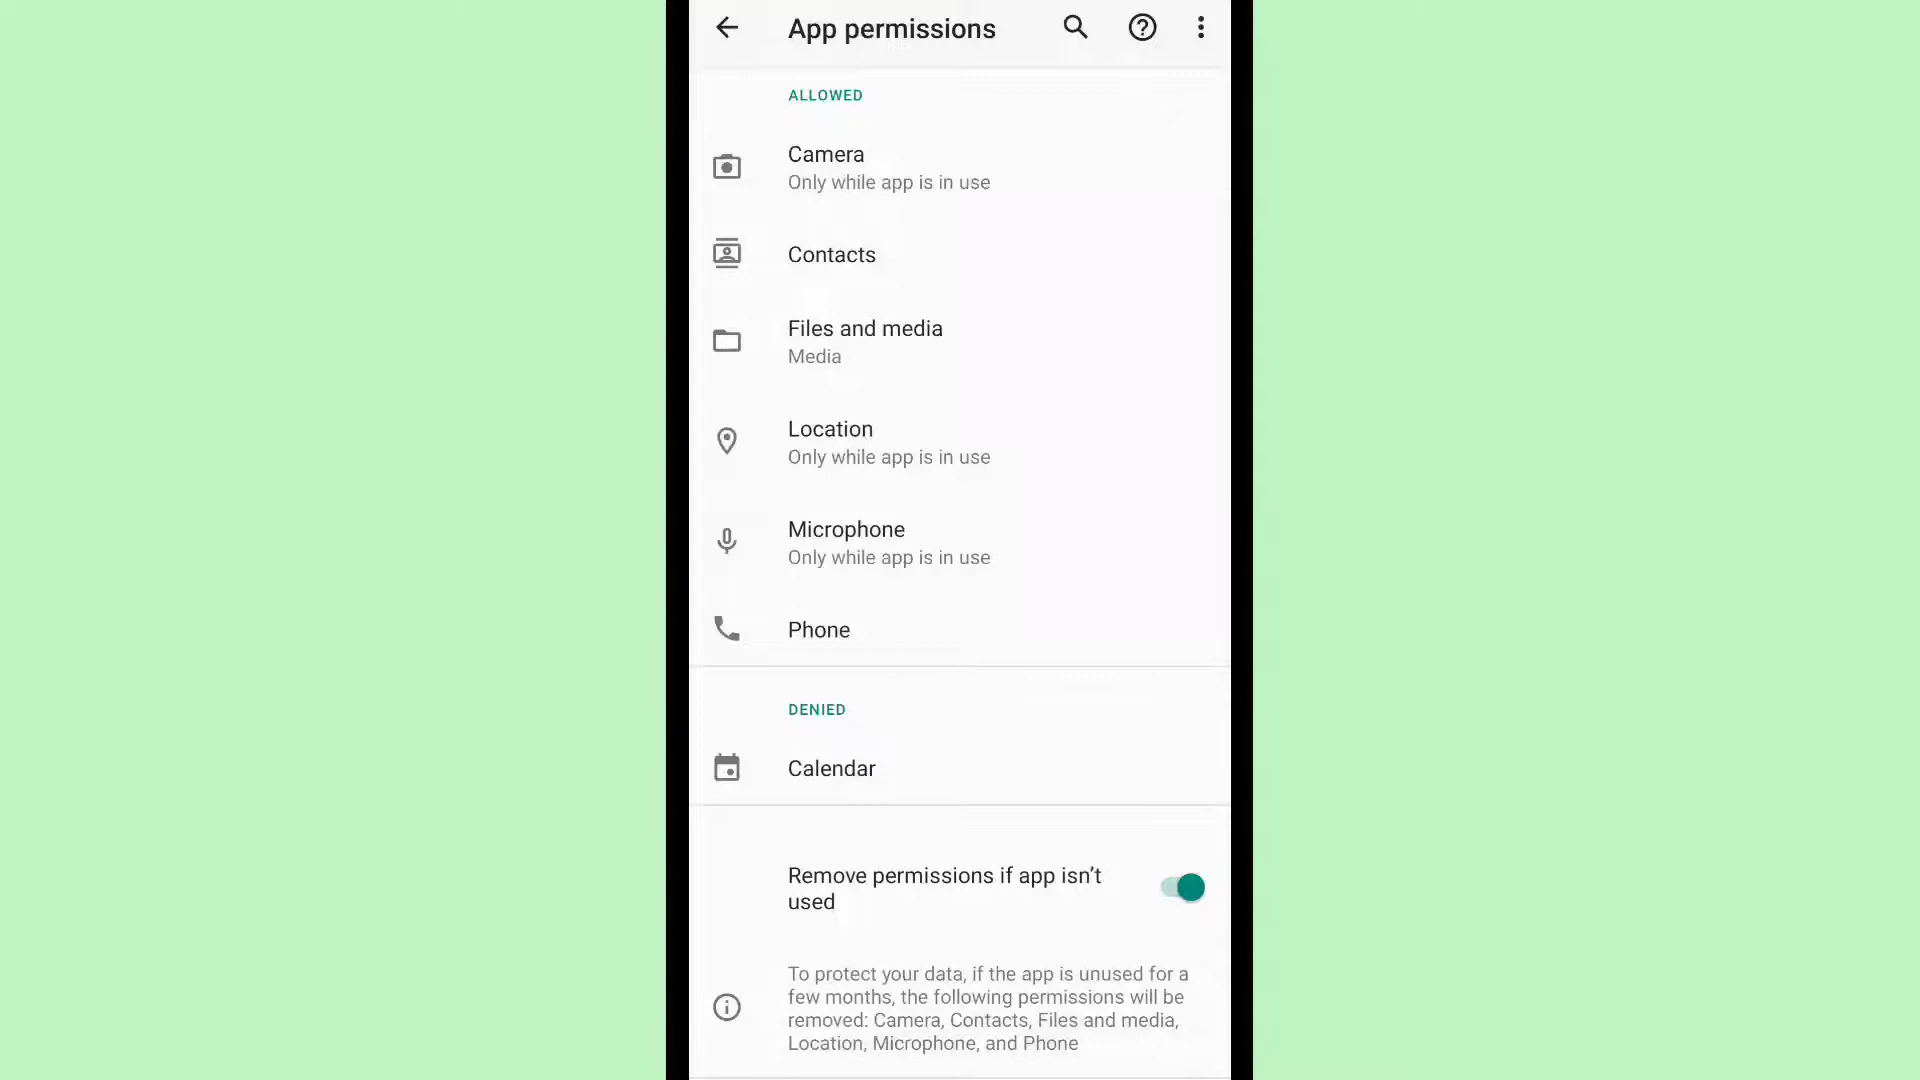 App permissions
ALLOWED
Camera
Only while app is in use
Contacts
Files and media
Media
Location
Only while app is in use
Microphone
Only while app is in use
Phone
DENIED
Calendar
Remove permissions if app isn’t
used
To protect your data, if the app is unused for a
few months, the following permissions will be
removed: Camera, Contacts, Files and media,
Location, Microphone, and Phone